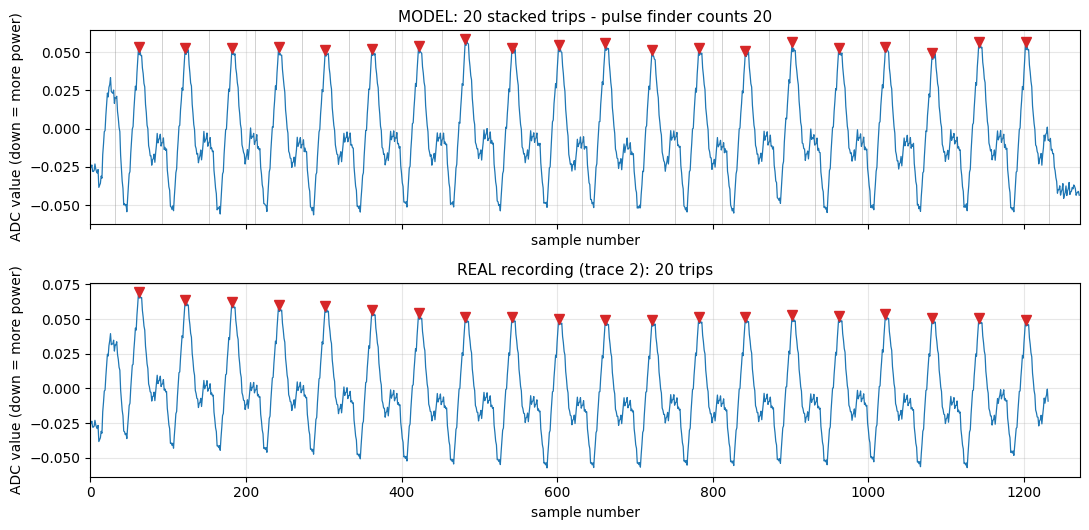 MODEL: 20 stacked trips - pulse finder counts 20
ADC value (down = more power)
0.050
0.025
0.000
−0.025
−0.050
sample number
REAL recording (trace 2): 20 trips
ADC value (down = more power)
0.075
0.050
0.025
0.000
−0.025
−0.050
0 200 400 600 800 1000 1200
sample number